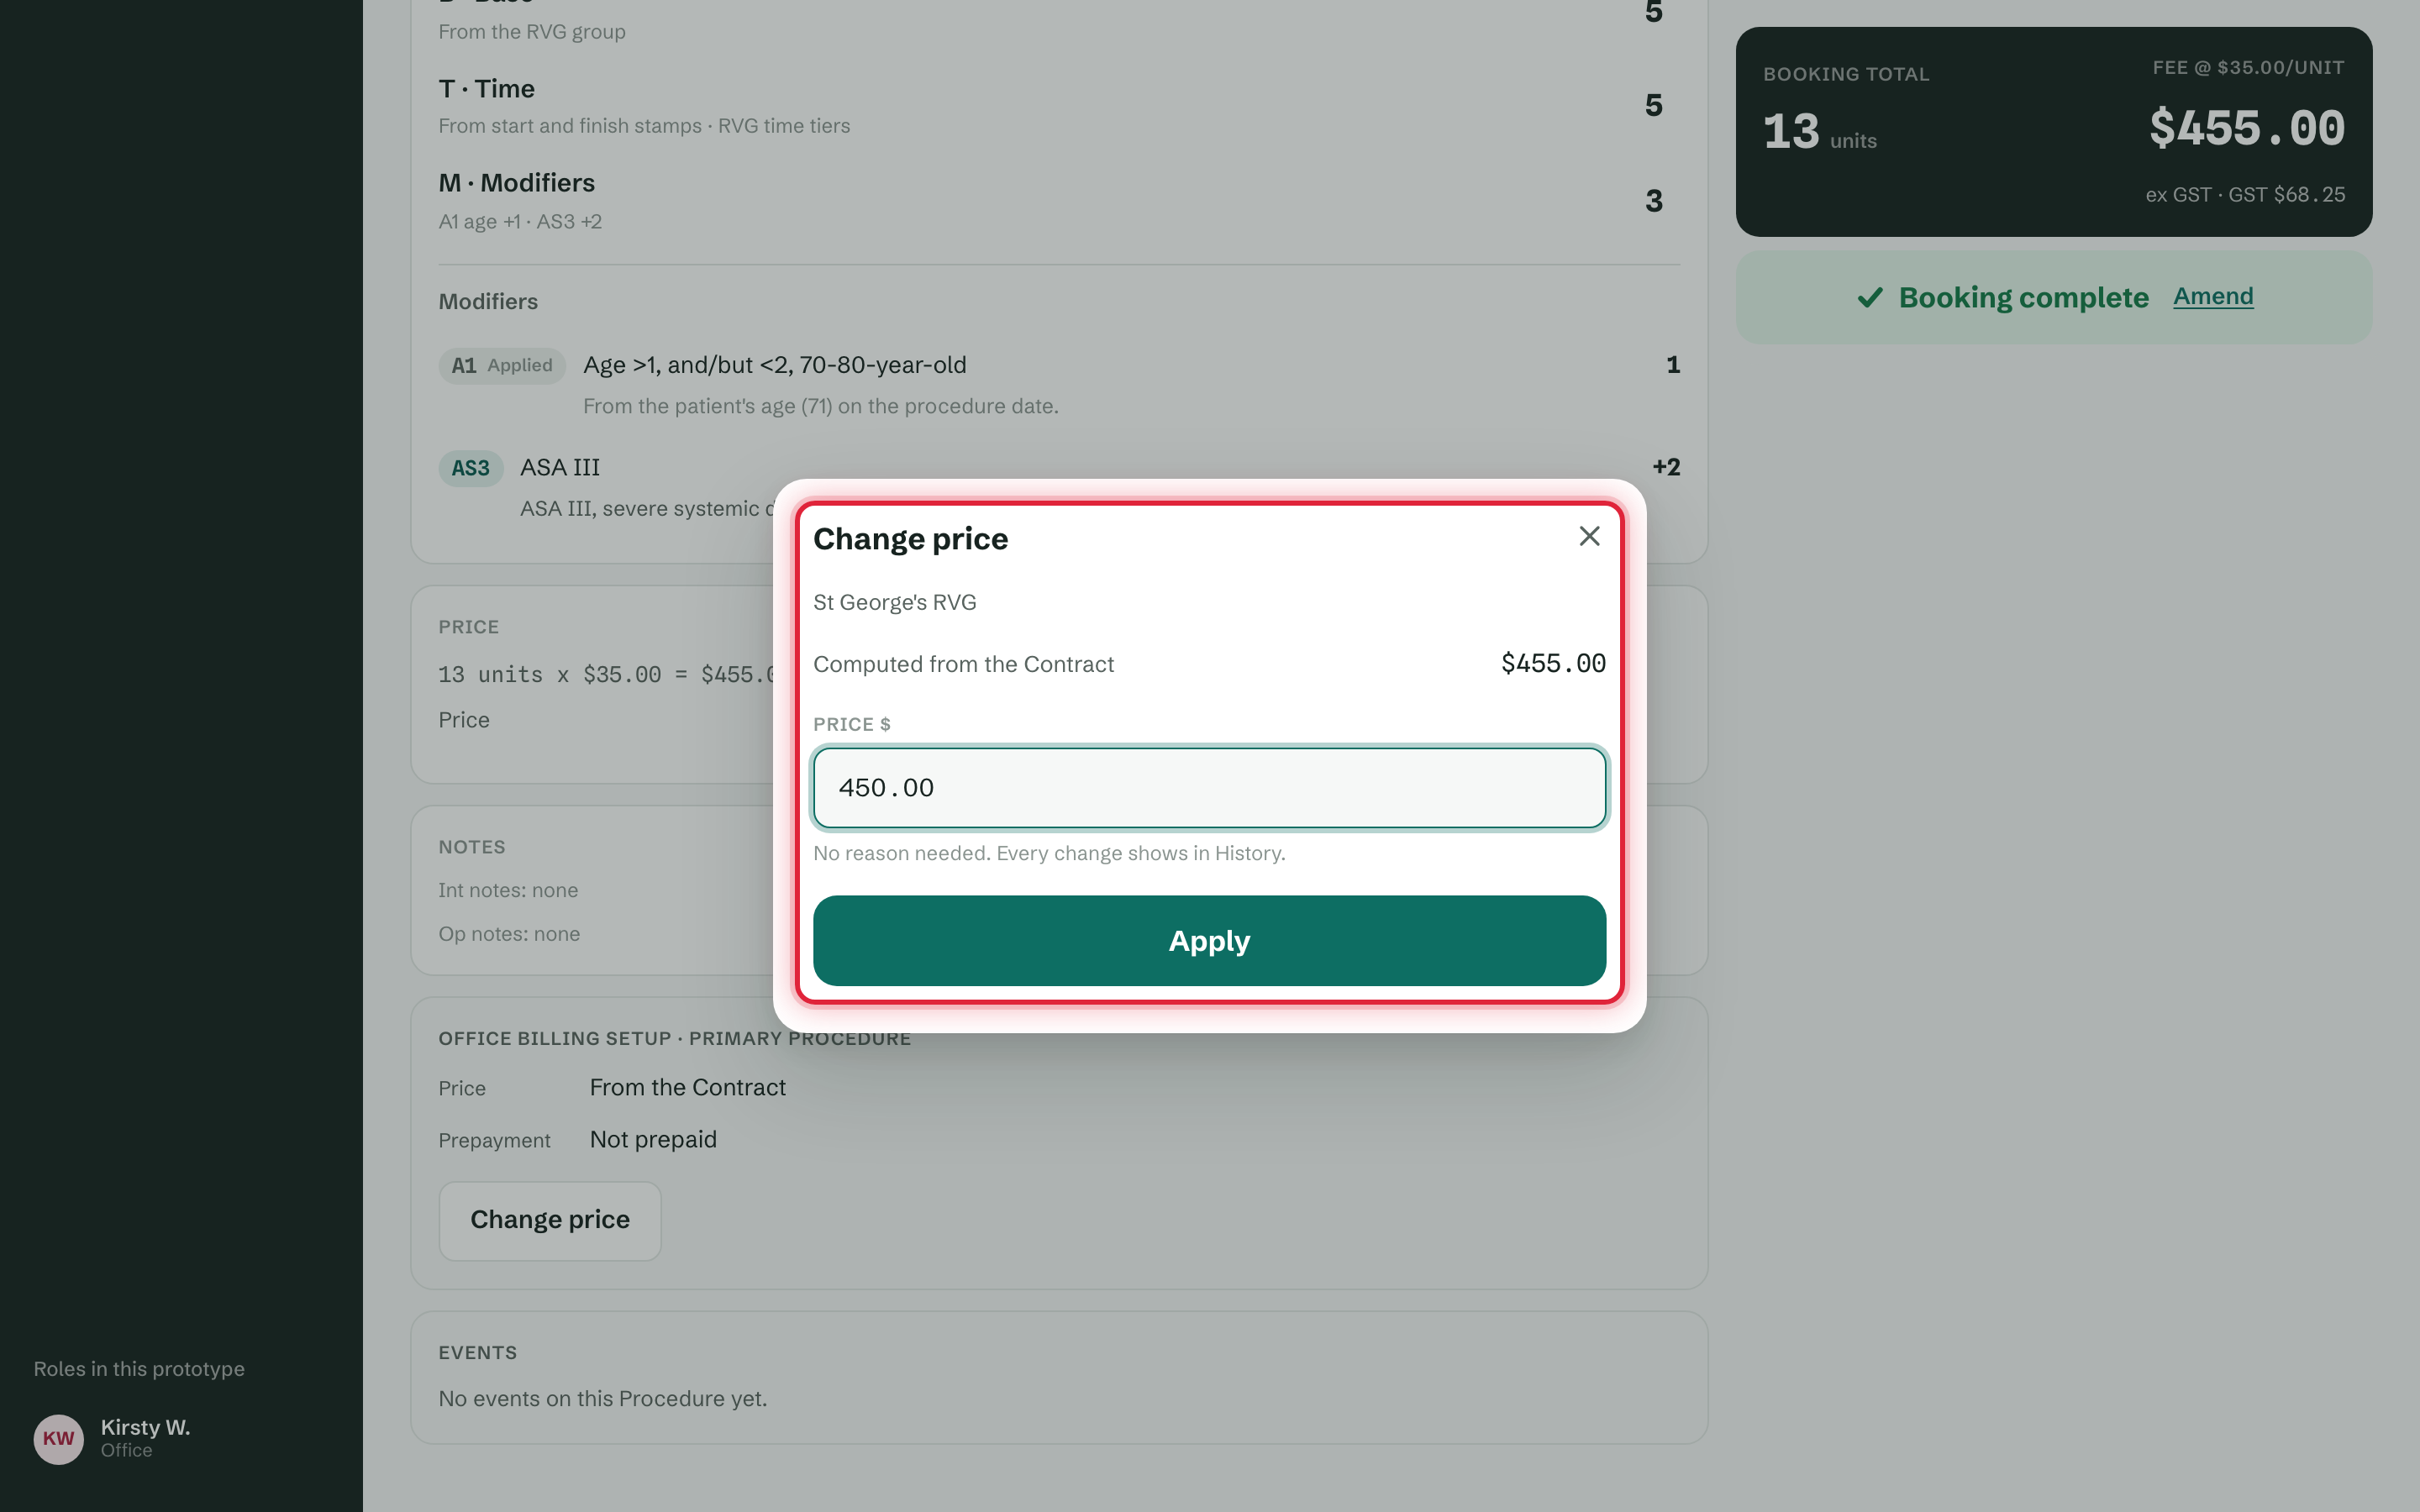 5
From the RVG group
T · Time
5
From start and finish stamps · RVG time tiers
M · Modifiers
3
A1 age +1 · AS3 +2
Modifiers
A1 Applied Age >1, and/but <2, 70-80-year-old 1
From the patient's age (71) on the procedure date.
AS3 ASA III +2
ASA III, severe systemic
PRICE
13 units x $35.00 = $455.0
Price
NOTES
Int notes: none
Op notes: none
OFFICE BILLING SETUP · PRIMARY PROCEDURE
Price From the Contract
Prepayment Not prepaid
Change price
EVENTS
No events on this Procedure yet.
BOOKING TOTAL
13 units
FEE @ $35.00/UNIT
$455.00
ex GST · GST $68.25
Booking complete Amend
Change price
St George's RVG
Computed from the Contract $455.00
PRICE $
450.00
No reason needed. Every change shows in History.
Apply
Roles in this prototype
KW
Kirsty W.
Office